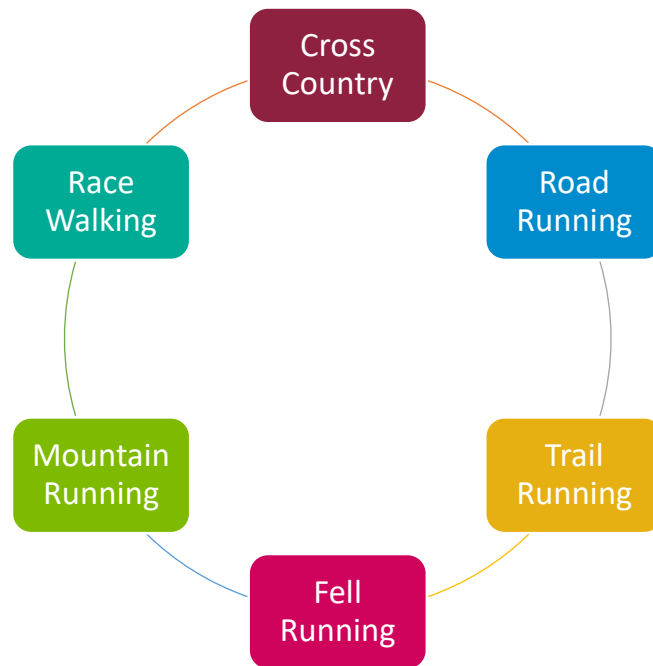 Cross
Country
Road
Running
Trail
Running
Fell
Running
Mountain
Running
Race
Walking